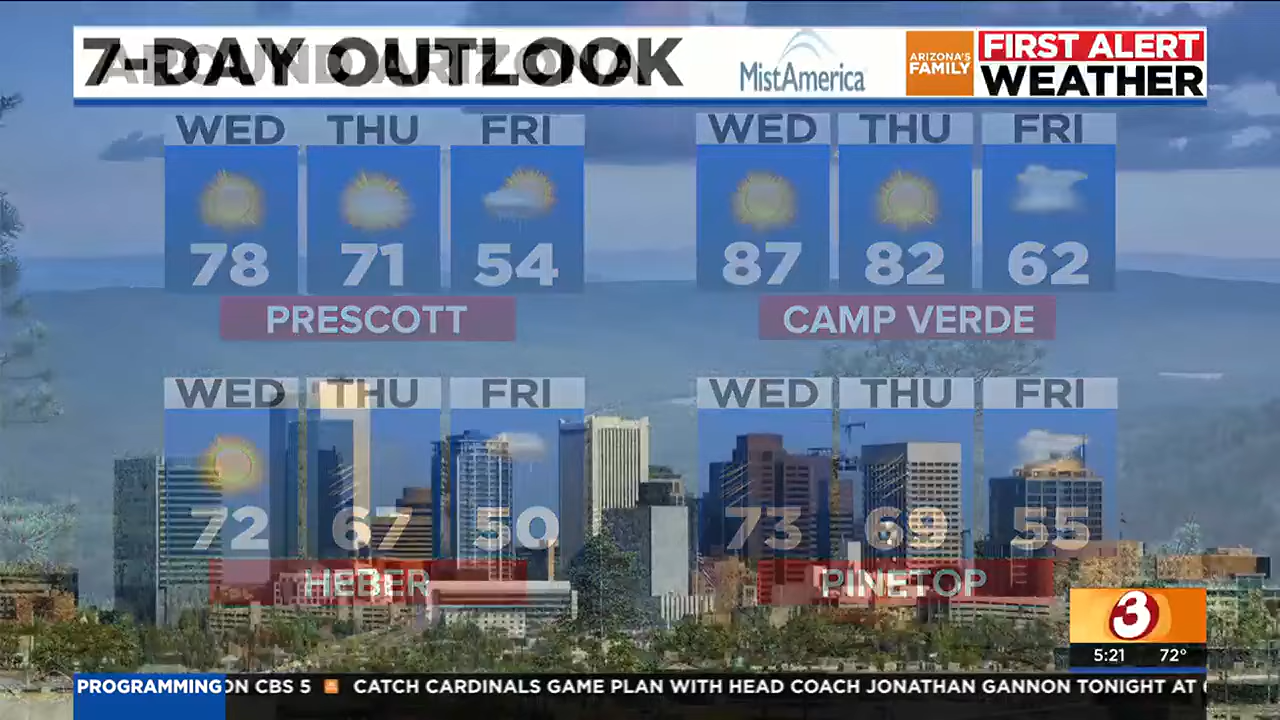 7-DAY OUTLOOK
AROUND ARIZONA
MistAmerica
ARIZONA'S
FAMILY
FIRST ALERT
WEATHER
WED THU FRI
78 71 54
PRESCOTT
WED THU FRI
87 82 62
CAMP VERDE
WED THU FRI
72 67 50
HEBER
WED THU FRI
73 69 55
PINETOP
3
5:21 72°
PROGRAMMING ON CBS 5 CATCH CARDINALS GAME PLAN WITH HEAD COACH JONATHAN GANNON TONIGHT AT